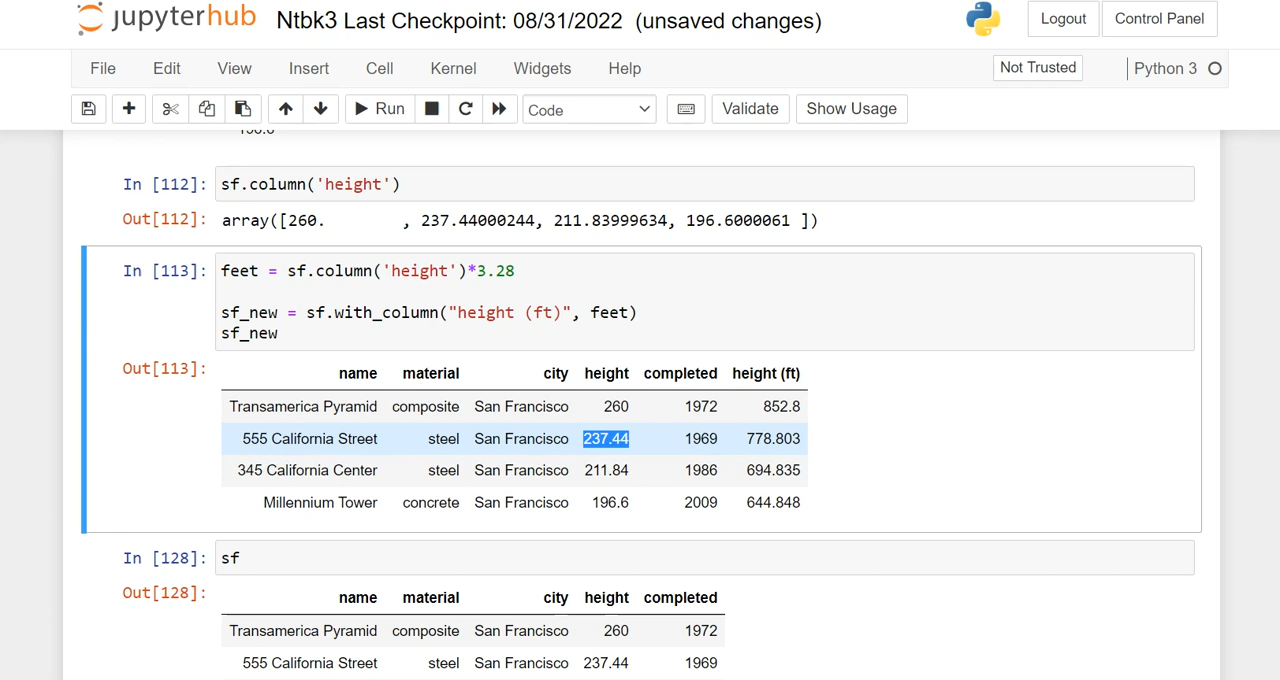 jupyterhub Ntbk3 Last Checkpoint: 08/31/2022 (unsaved changes) Logout Control Panel
File Edit View Insert Cell Kernel Widgets Help Not Trusted Python 3
Run Code Validate Show Usage
In [112]: sf.column('height')
Out[112]: array([260. , 237.44000244, 211.83999634, 196.6000061 ])
In [113]: feet = sf.column('height')*3.28
sf_new = sf.with_column("height (ft)", feet)
sf_new
Out[113]: name material city height completed height (ft)
Transamerica Pyramid composite San Francisco 260 1972 852.8
555 California Street steel San Francisco 237.44 1969 778.803
345 California Center steel San Francisco 211.84 1986 694.835
Millennium Tower concrete San Francisco 196.6 2009 644.848
In [128]: sf
Out[128]: name material city height completed
Transamerica Pyramid composite San Francisco 260 1972
555 California Street steel San Francisco 237.44 1969